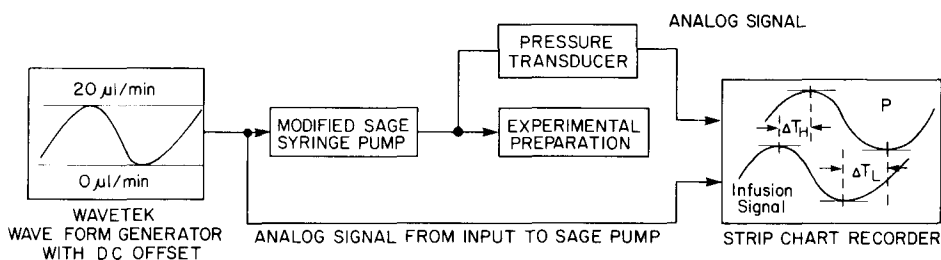 ANALOG SIGNAL
PRESSURE
TRANSDUCER
20 μl/min
0 μl/min
MODIFIED SAGE
SYRINGE PUMP
EXPERIMENTAL
PREPARATION
P
ΔT_H
ΔT_L
Infusion
Signal
WAVETEK
WAVE FORM GENERATOR
WITH DC OFFSET
ANALOG SIGNAL FROM INPUT TO SAGE PUMP
STRIP CHART RECORDER